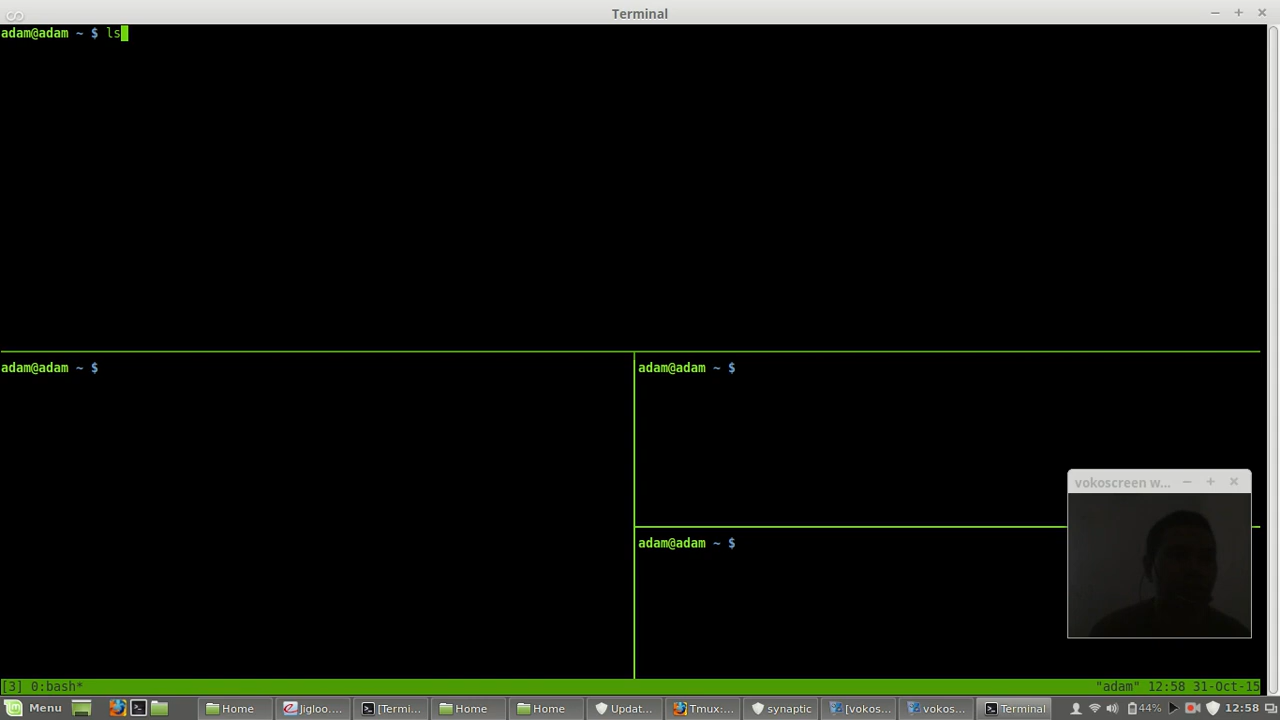 Terminal
adam@adam ~ $ ls
adam@adam ~ $
adam@adam ~ $
vokoscreen w...
adam@adam ~ $
[3] 0:bash*
"adam" 12:58 31-Oct-15
Menu
Home
Jigloo....
[Termi...
Home
Home
Updat...
Tmux:...
synaptic
[vokos...
vokos...
Terminal
44%
12:58